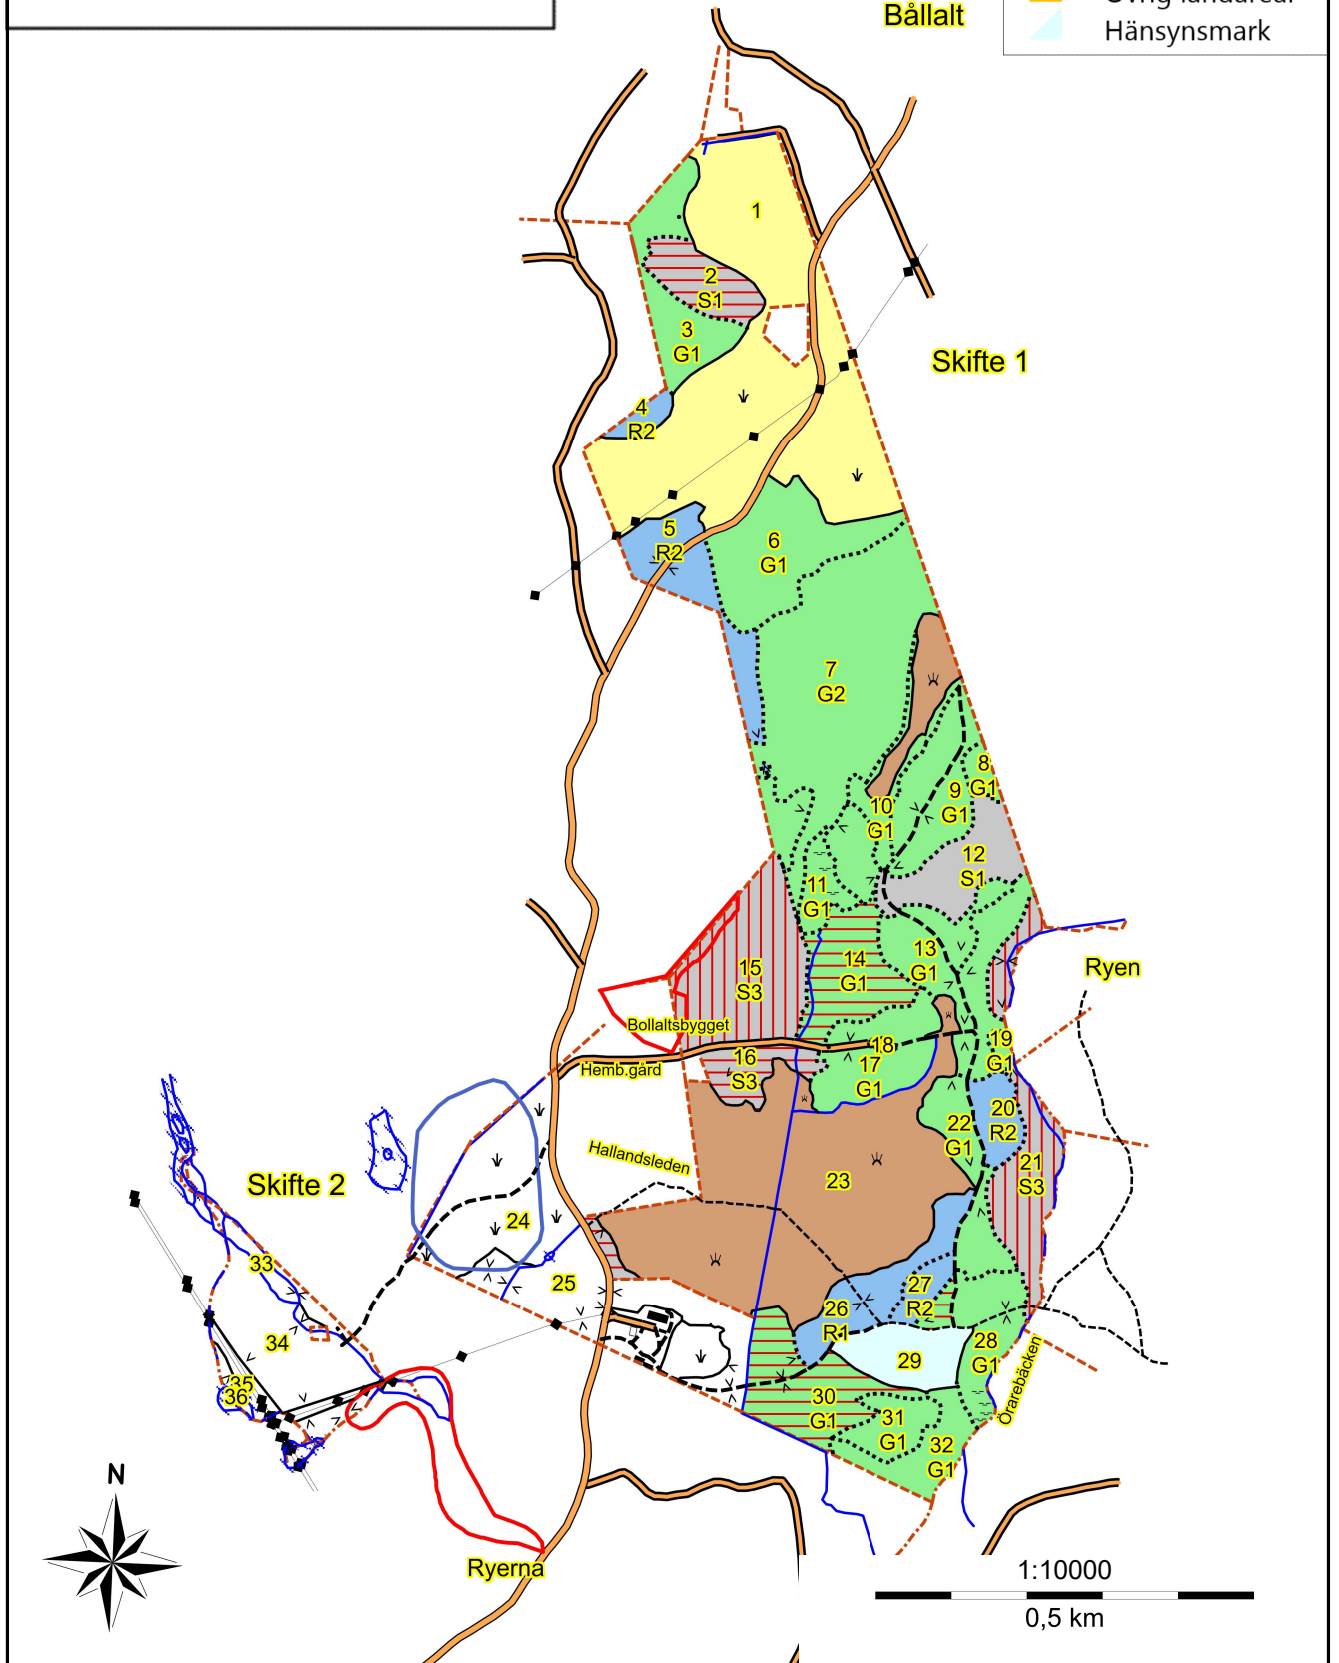 Bållalt
Hänsynsmark
1
2
S1
3
G1
Skifte 1
4
R2
5
R2
6
G1
7
G2
8
G1
9
G1
10
G1
11
G1
12
S1
13
G1
14
G1
15
S3
Ryen
Bollaltsbygget
16
S3
18
17
G1
19
G1
Hemb.gård
20
R2
21
S3
22
G1
Hallandsleden
23
Skifte 2
24
25
26
R1
27
R2
28
G1
29
30
G1
31
G1
32
G1
33
34
35
36
Örarebäcken
N
Ryerna
1:10000
0,5 km